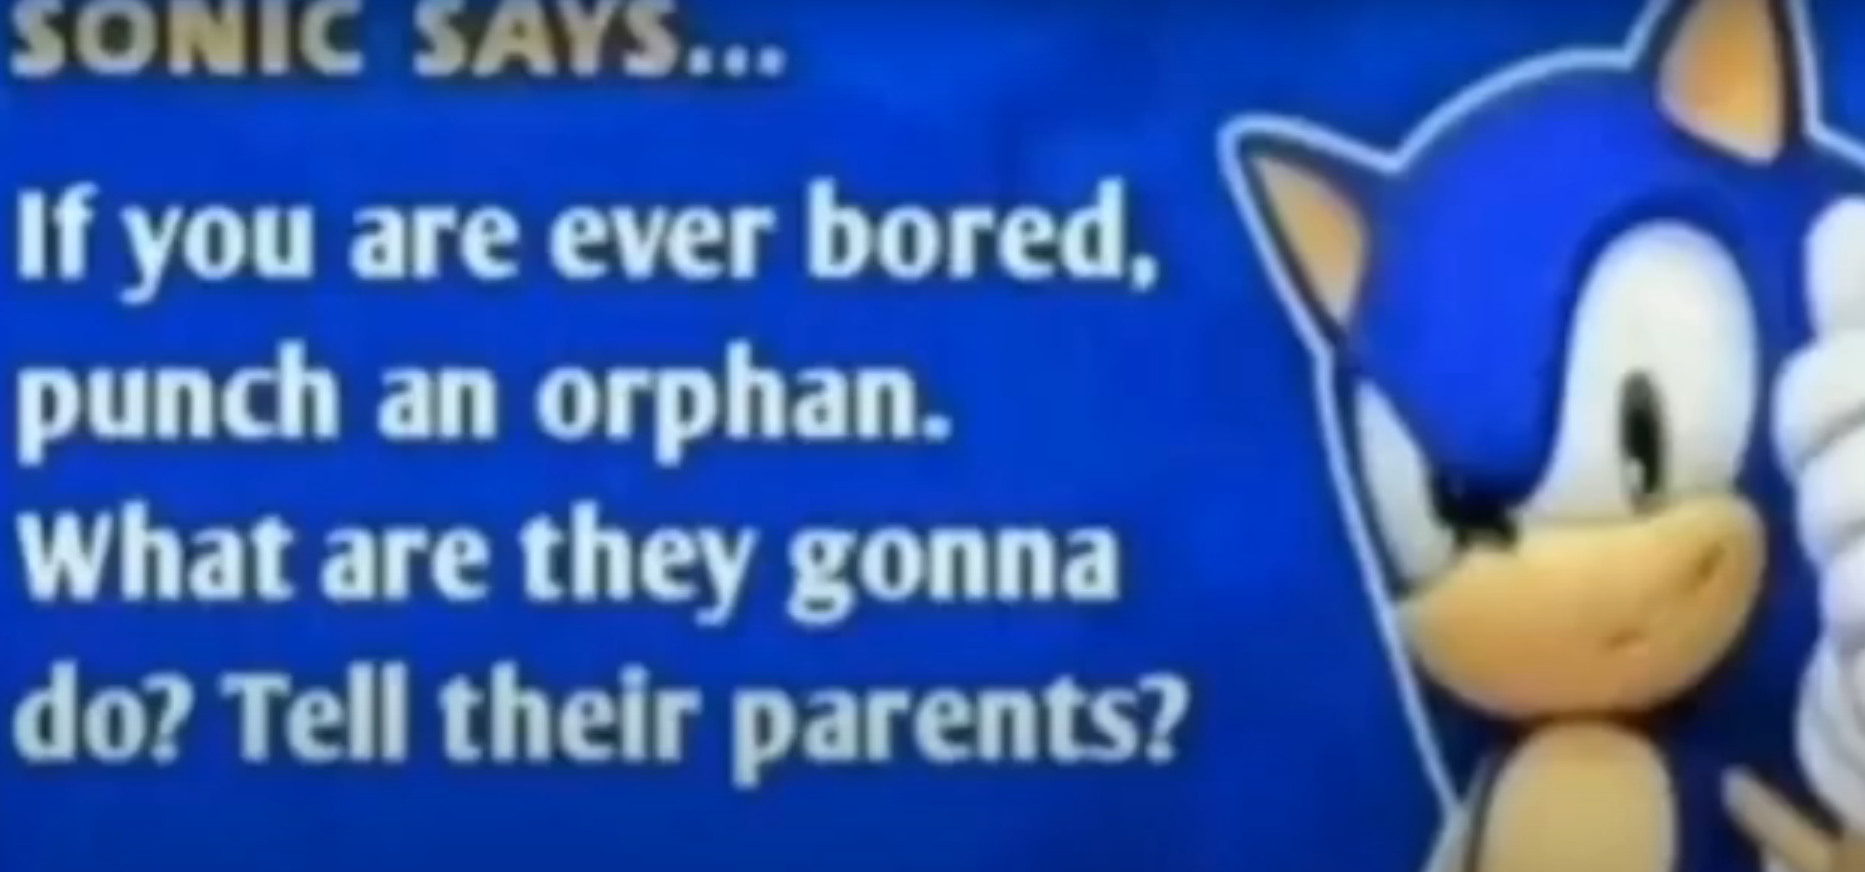 SONIC SAYS...
If you are ever bored,
punch an orphan.
What are they gonna
do? Tell their parents?